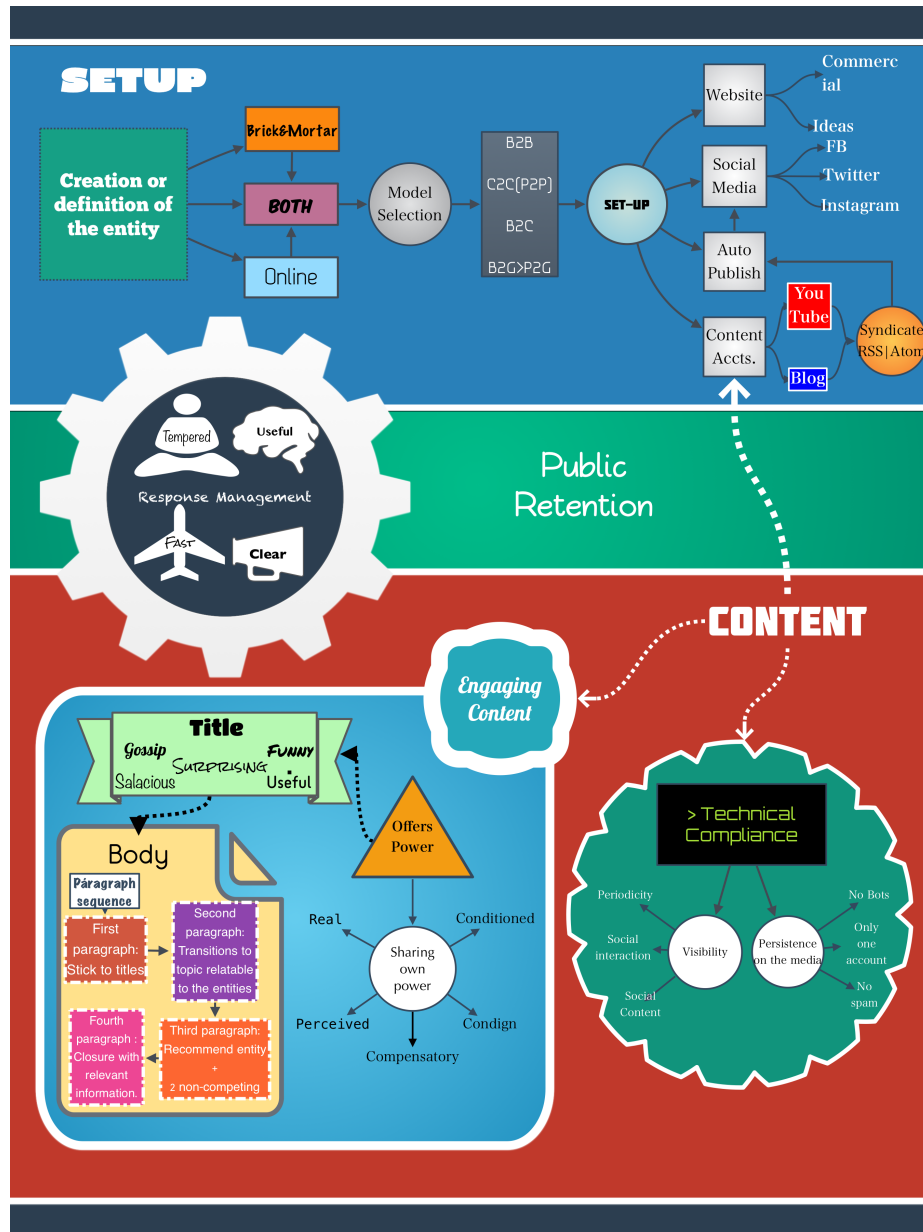 SETUP
Creation or
definition of
the entity
Brick&Mortar
BOTH
Online
Model
Selection
B2B
C2C(P2P)
B2C
B2G>P2G
SET-UP
Website
Commerc
ial
Ideas
Social
Media
FB
Twitter
Instagram
Auto
Publish
Content
Accts.
You
Tube
Blog
Syndicate
RSS|Atom
Tempered
Useful
Response Management
Fast
Clear
Public
Retention
CONTENT
Engaging
Content
Title
Gossip
Funny
Surprising
Salacious
Useful
Offers
Power
Body
Paragraph
sequence
First
paragraph:
Stick to titles
Second
paragraph:
Transitions to
topic relatable
to the entities
Third paragraph:
Recommend entity
+
2 non-competing
Fourth
paragraph :
Closure with
relevant
information.
Sharing
own
power
Real
Conditioned
Perceived
Condign
Compensatory
> Technical
Compliance
Visibility
Periodicity
Social
interaction
Social
Content
Persistence
on the media
No Bots
Only
one
account
No
spam